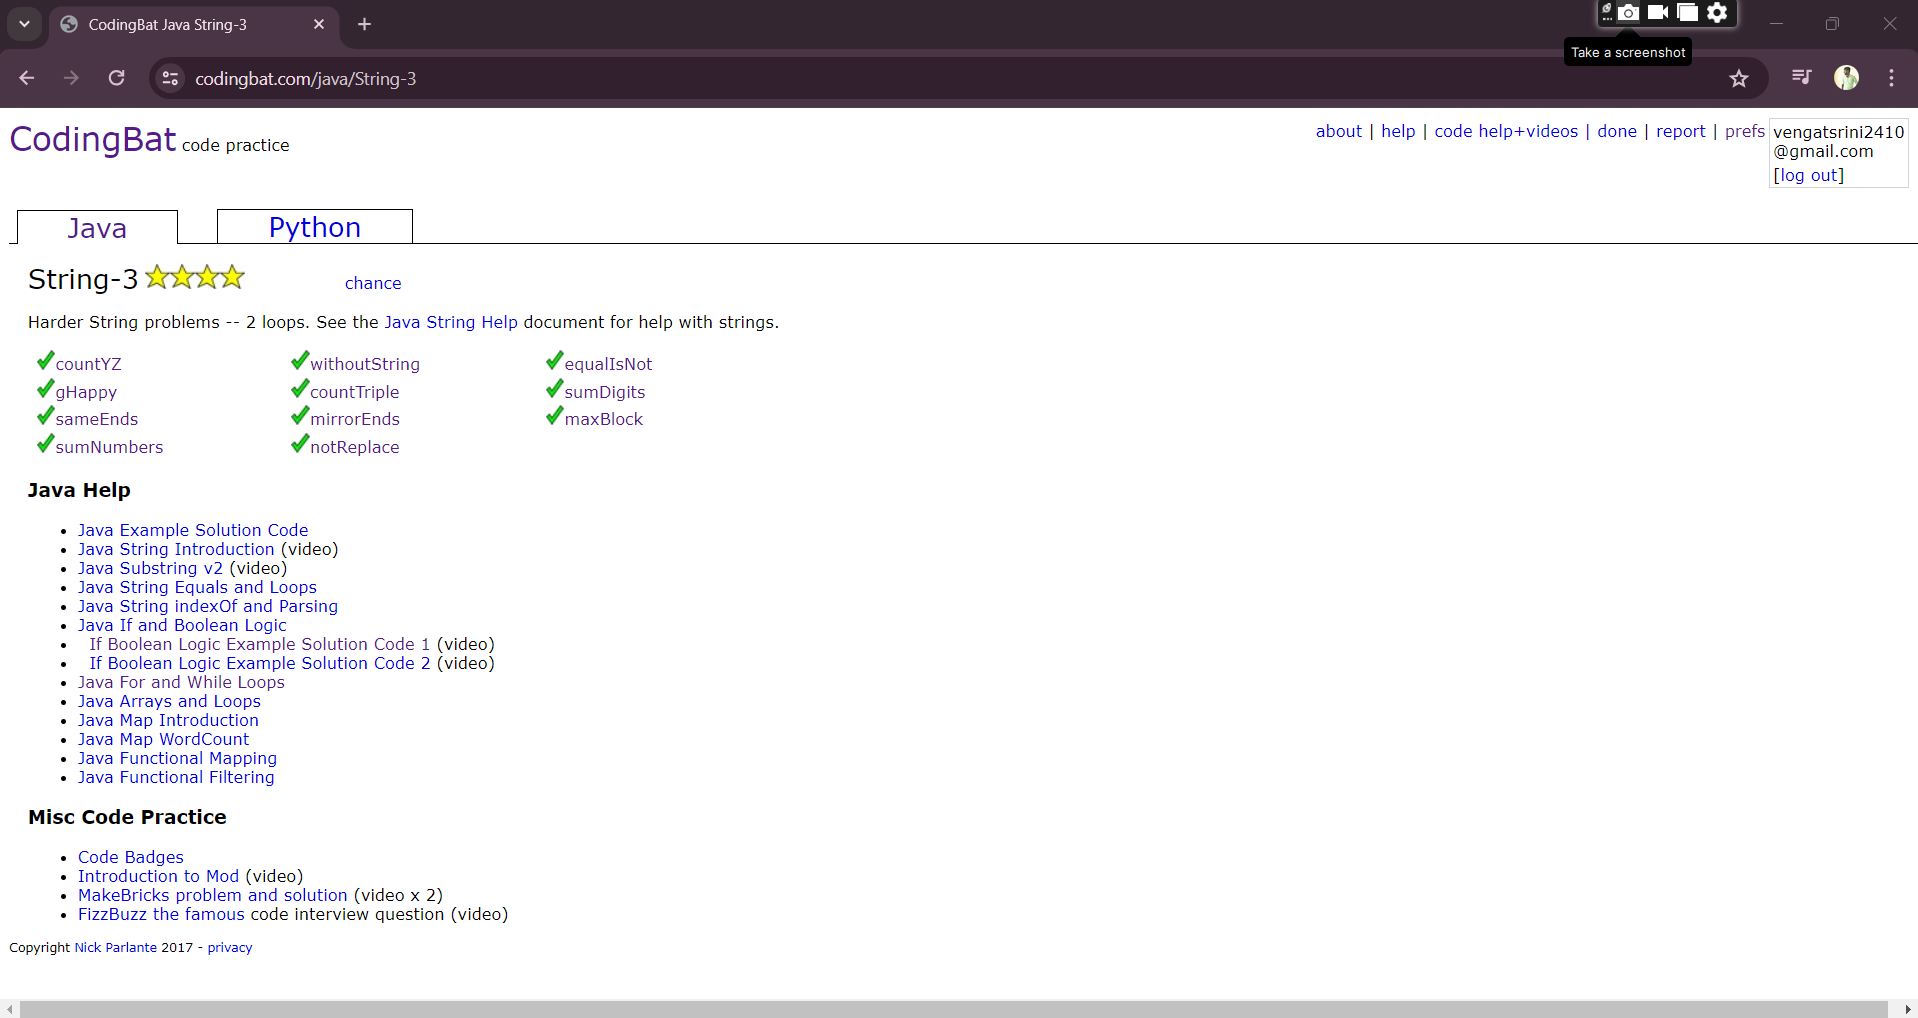 CodingBat Java String-3
Take a screenshot
codingbat.com/java/String-3
CodingBat code practice
about | help | code help+videos | done | report | prefs
vengatsrini2410
@gmail.com
[log out]
Java
Python
String-3
chance
Harder String problems -- 2 loops. See the Java String Help document for help with strings.
countYZ withoutString equalIsNot
gHappy countTriple sumDigits
sameEnds mirrorEnds maxBlock
sumNumbers notReplace
Java Help
Java Example Solution Code
Java String Introduction (video)
Java Substring v2 (video)
Java String Equals and Loops
Java String indexOf and Parsing
Java If and Boolean Logic
If Boolean Logic Example Solution Code 1 (video)
If Boolean Logic Example Solution Code 2 (video)
Java For and While Loops
Java Arrays and Loops
Java Map Introduction
Java Map WordCount
Java Functional Mapping
Java Functional Filtering
Misc Code Practice
Code Badges
Introduction to Mod (video)
MakeBricks problem and solution (video x 2)
FizzBuzz the famous code interview question (video)
Copyright Nick Parlante 2017 - privacy